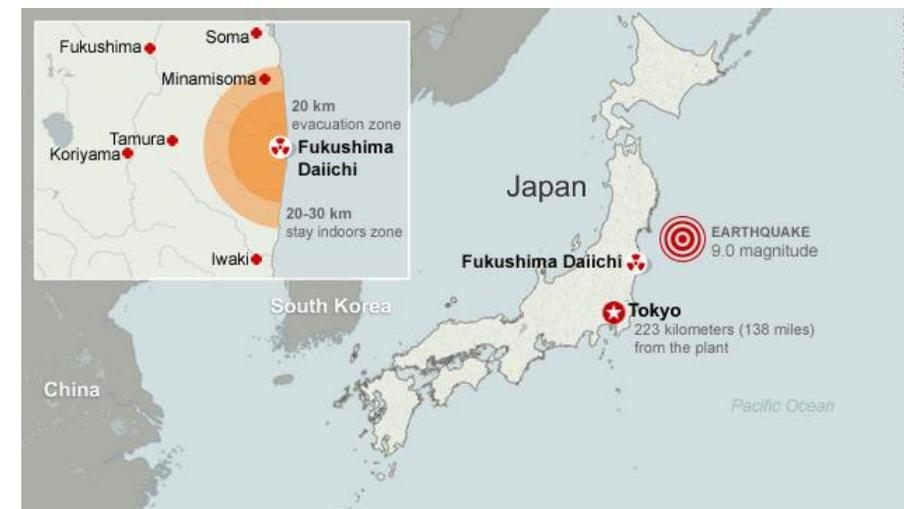 Fukushima
Soma
Minamisoma
20 km
evacuation zone
Tamura
Koriyama
Fukushima
Daiichi
20-30 km
stay indoors zone
Iwaki
Japan
EARTHQUAKE
9.0 magnitude
Fukushima Daiichi
South Korea
Tokyo
223 kilometers (138 miles)
from the plant
China
Pacific Ocean